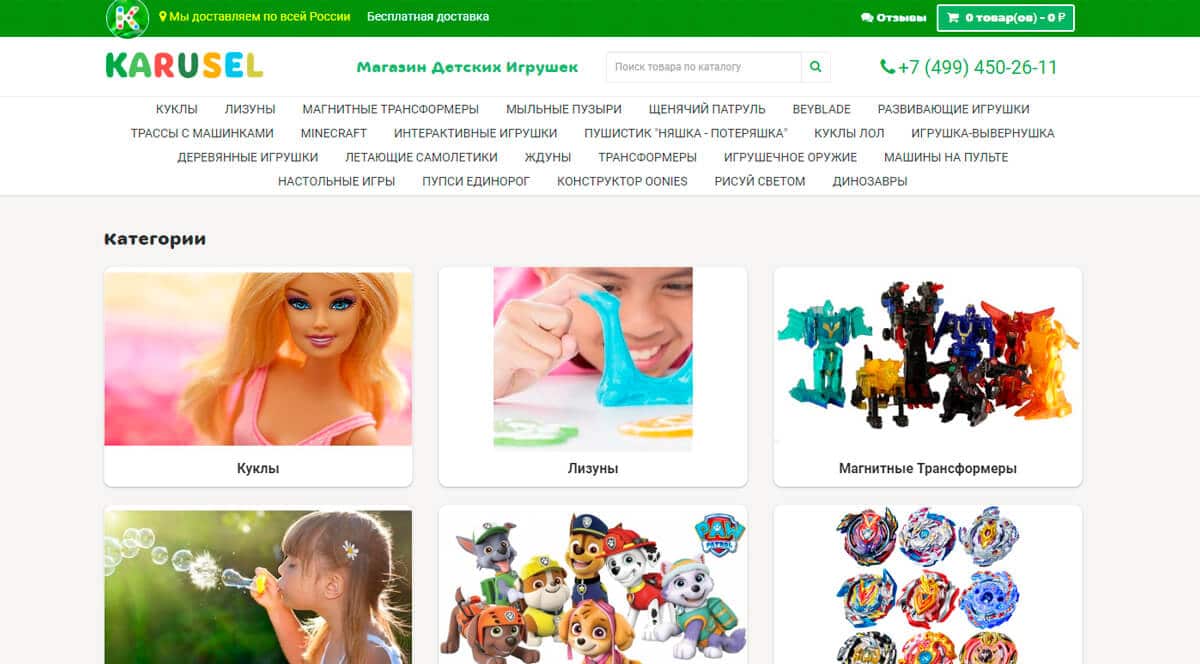 K
Мы доставляем по всей России Бесплатная доставка Отзывы 0 товар(ов) - 0 ₽
KARUSEL Магазин Детских Игрушек Поиск товара по каталогу +7 (499) 450-26-11
КУКЛЫ ЛИЗУНЫ МАГНИТНЫЕ ТРАНСФОРМЕРЫ МЫЛЬНЫЕ ПУЗЫРИ ЩЕНЯЧИЙ ПАТРУЛЬ BEYBLADE РАЗВИВАЮЩИЕ ИГРУШКИ
ТРАССЫ С МАШИНКАМИ MINECRAFT ИНТЕРАКТИВНЫЕ ИГРУШКИ ПУШИСТИК "НЯШКА - ПОТЕРЯШКА" КУКЛЫ ЛОЛ ИГРУШКА-ВЫВЕРНУШКА
ДЕРЕВЯННЫЕ ИГРУШКИ ЛЕТАЮЩИЕ САМОЛЕТИКИ ЖДУНЫ ТРАНСФОРМЕРЫ ИГРУШЕЧНОЕ ОРУЖИЕ МАШИНЫ НА ПУЛЬТЕ
НАСТОЛЬНЫЕ ИГРЫ ПУПСИ ЕДИНОРОГ КОНСТРУКТОР OONIES РИСУЙ СВЕТОМ ДИНОЗАВРЫ
Категории
Куклы Лизуны Магнитные Трансформеры
PAW
PATROL